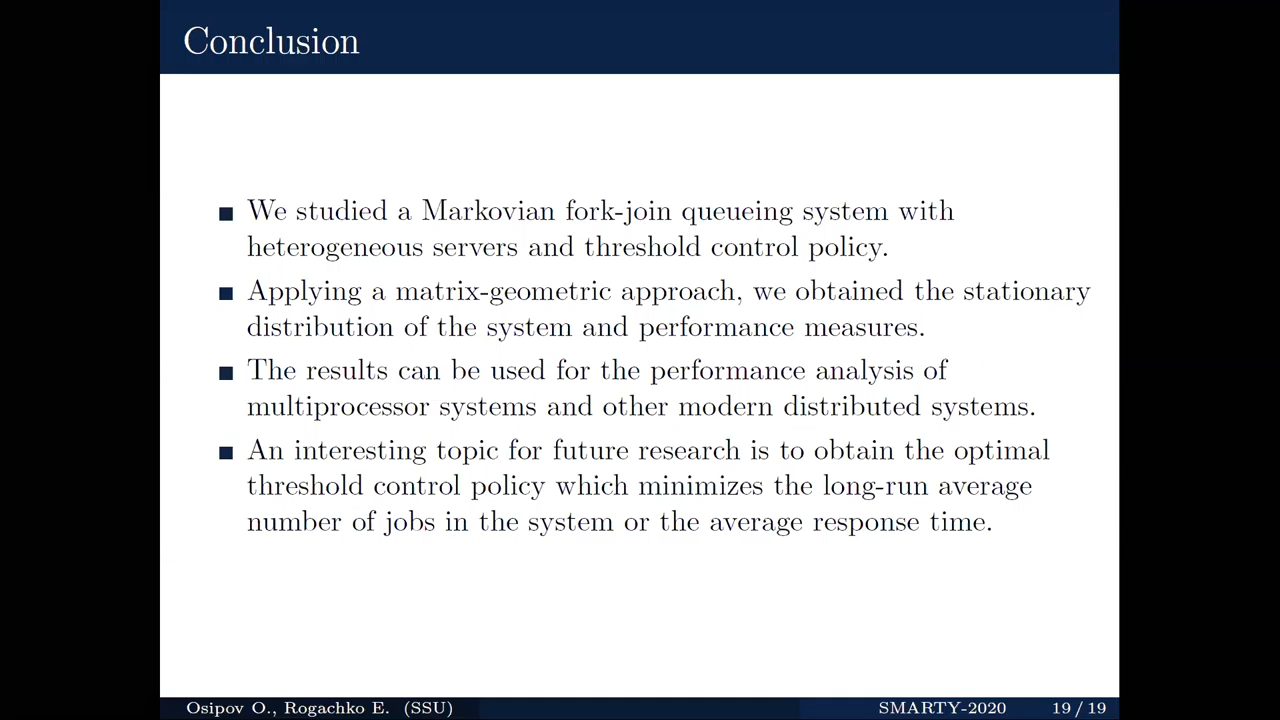 Conclusion
We studied a Markovian fork-join queueing system with
heterogeneous servers and threshold control policy.
Applying a matrix-geometric approach, we obtained the stationary
distribution of the system and performance measures.
The results can be used for the performance analysis of
multiprocessor systems and other modern distributed systems.
An interesting topic for future research is to obtain the optimal
threshold control policy which minimizes the long-run average
number of jobs in the system or the average response time.
Osipov O., Rogachko E. (SSU) SMARTY-2020 19 / 19